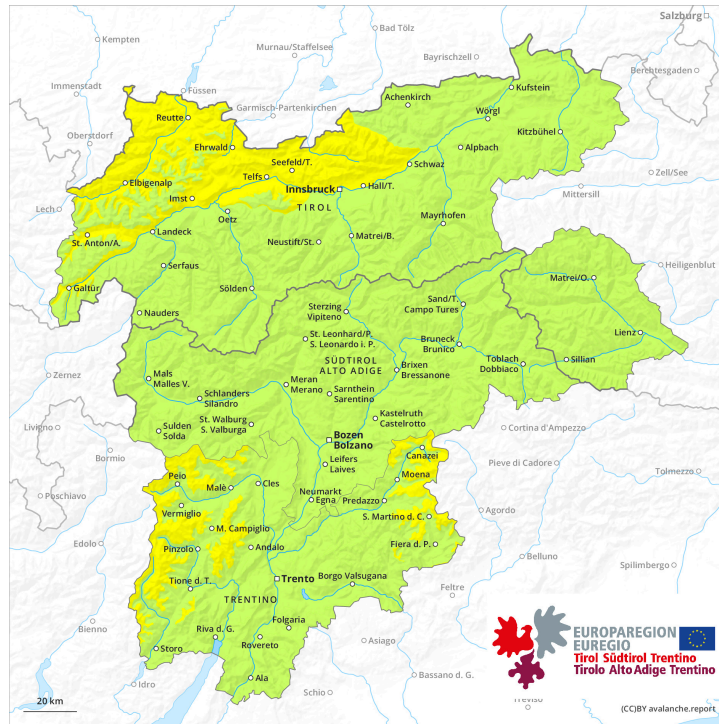 Salzburg
Kempten
Bad Tölz
Murnau/Staffelsee
Bayrischzell
Berchtesgaden
Immenstadt
Füssen
Garmisch-Partenkirchen
Achenkirch
Kufstein
Reutte
Wörgl
Oberstdorf
Ehrwald
Kitzbühel
Seefeld/T.
Alpbach
Schwaz
Zell/See
Telfs
Elbigenalp
Innsbruck
Hall/T.
Mittersill
Imst
TIROL
Lech
Oetz
Mayrhofen
Landeck
St. Anton/A.
Neustift/St.
Matrei/B.
Serfaus
Heiligenblut
Galtür
Sölden
Matrei/O.
Nauders
Sterzing
Vipiteno
Sand/T.
Campo Tures
Lienz
St. Leonhard/P.
S. Leonardo i. P.
Bruneck
Brunico
SÜDTIROL
ALTO ADIGE
Toblach
Dobbiaco
Sillian
Brixen
Bressanone
Zernez
Mals
Malles V.
Meran
Merano
Sarnthein
Sarentino
Schlanders
Silandro
St. Walburg
S. Valburga
Kastelruth
Castelrotto
Livigno
Sulden
Solda
Bozen
Bolzano
Cortina d'Ampezzo
Canazei
Bormio
Leifers
Laives
Pieve di Cadore
Tolmezzo
Moena
Peio
Malè
Cles
Neumarkt
Egna
Predazzo
Poschiavo
Vermiglio
Agordo
S. Martino d. C.
M. Campiglio
Edolo
Pinzolo
Andalo
Fiera d. P.
Belluno
Spilimbergo
Tione d. T.
Trento
Borgo Valsugana
Feltre
TRENTINO
Folgaria
Bienno
Riva d. G.
Rovereto
Asiago
Storo
Ala
Idro
Schio
Bassano d. G.
EUROPAREGION
EUREGIO
Tirol Südtirol Trentino
Tirolo Alto Adige Trentino
Treviso
20 km
(CC)BY avalanche.report